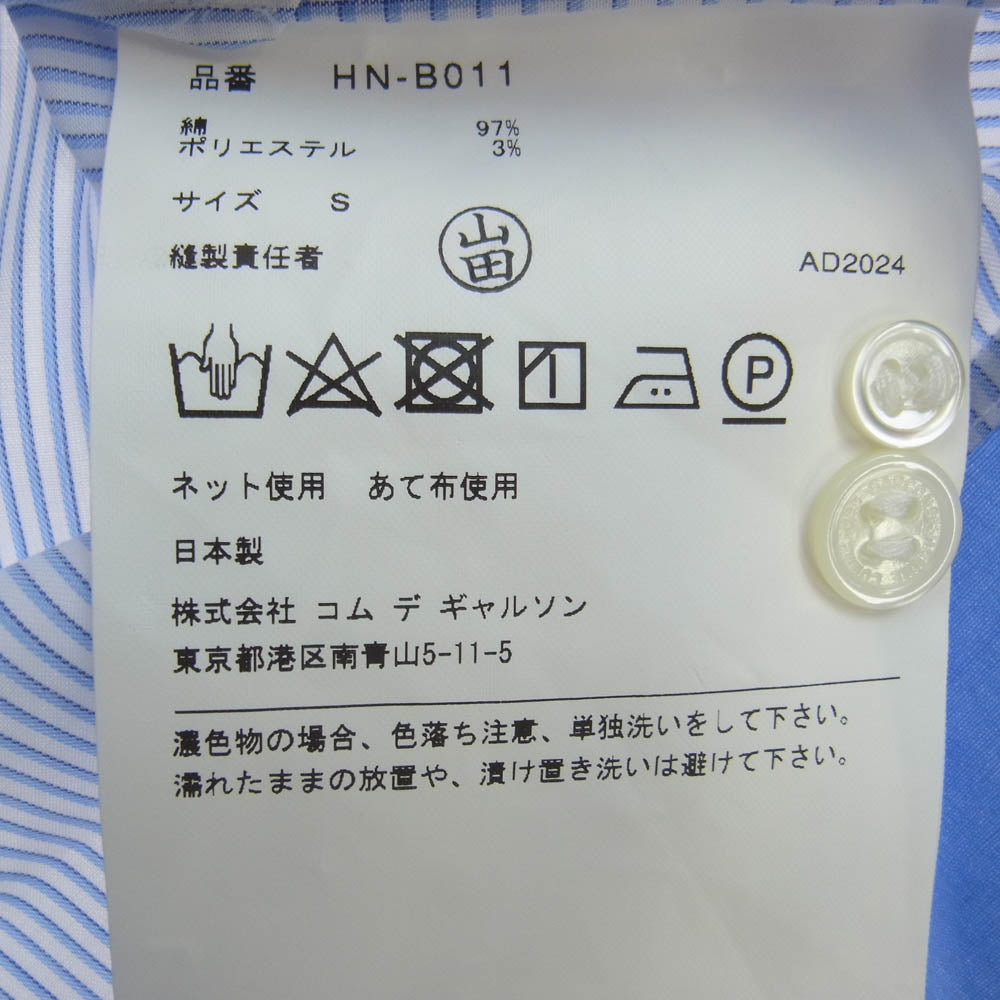 品番 HN-B011
綿 97%
ポリエステル 3%
サイズ S
縫製責任者 山田 AD2024
P
ネット使用 あて布使用
日本製
株式会社 コム デ ギャルソン
東京都港区南青山5-11-5
濃色物の場合、色落ち注意、単独洗いをして下さい。
濡れたままの放置や、漬け置き洗いは避けて下さい。